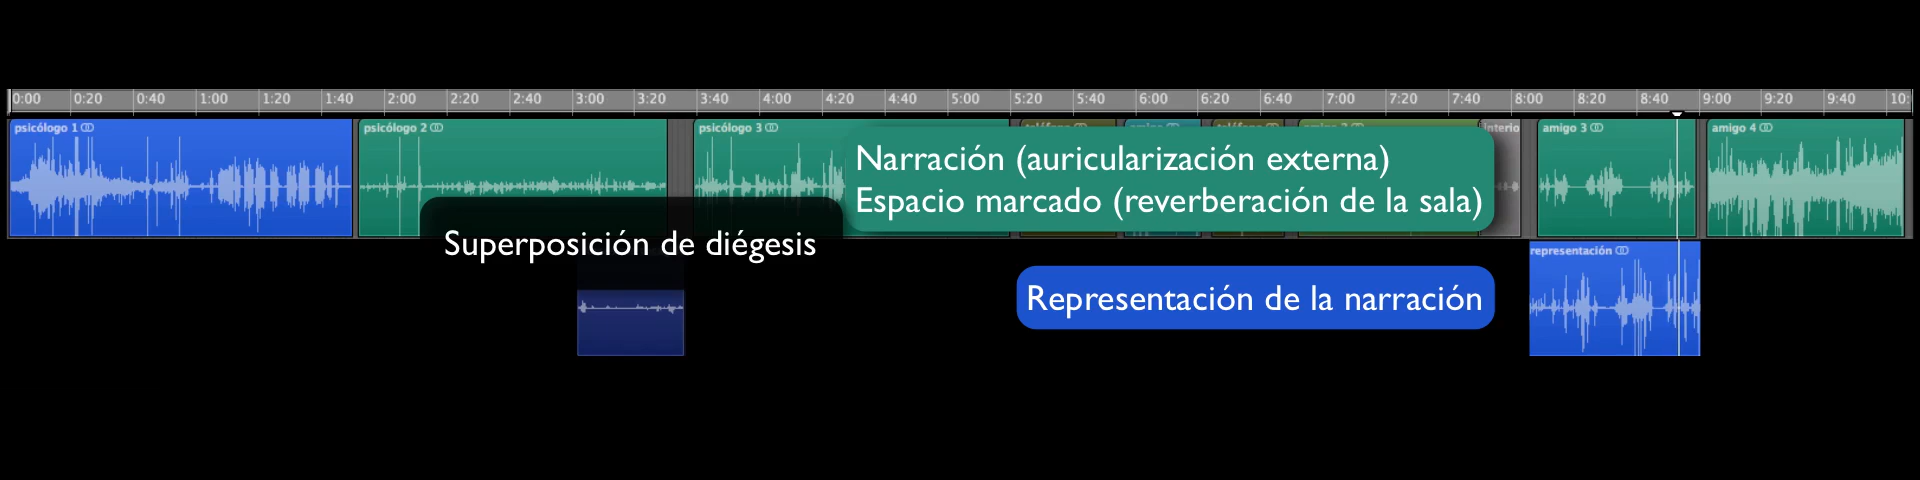 0:00 0:20 0:40 1:00 1:20 1:40 2:00 2:20 2:40 3:00 3:20 3:40 4:00 4:20 4:40 5:00 5:20 5:40 6:00 6:20 6:40 7:00 7:20 7:40 8:00 8:20 8:40 9:00 9:20 9:40 10:
psicólogo 1 psicólogo 2 psicólogo 3 interio amigo 3 amigo 4
Narración (auricularización externa)
Espacio marcado (reverberación de la sala)
Superposición de diégesis
representación
Representación de la narración